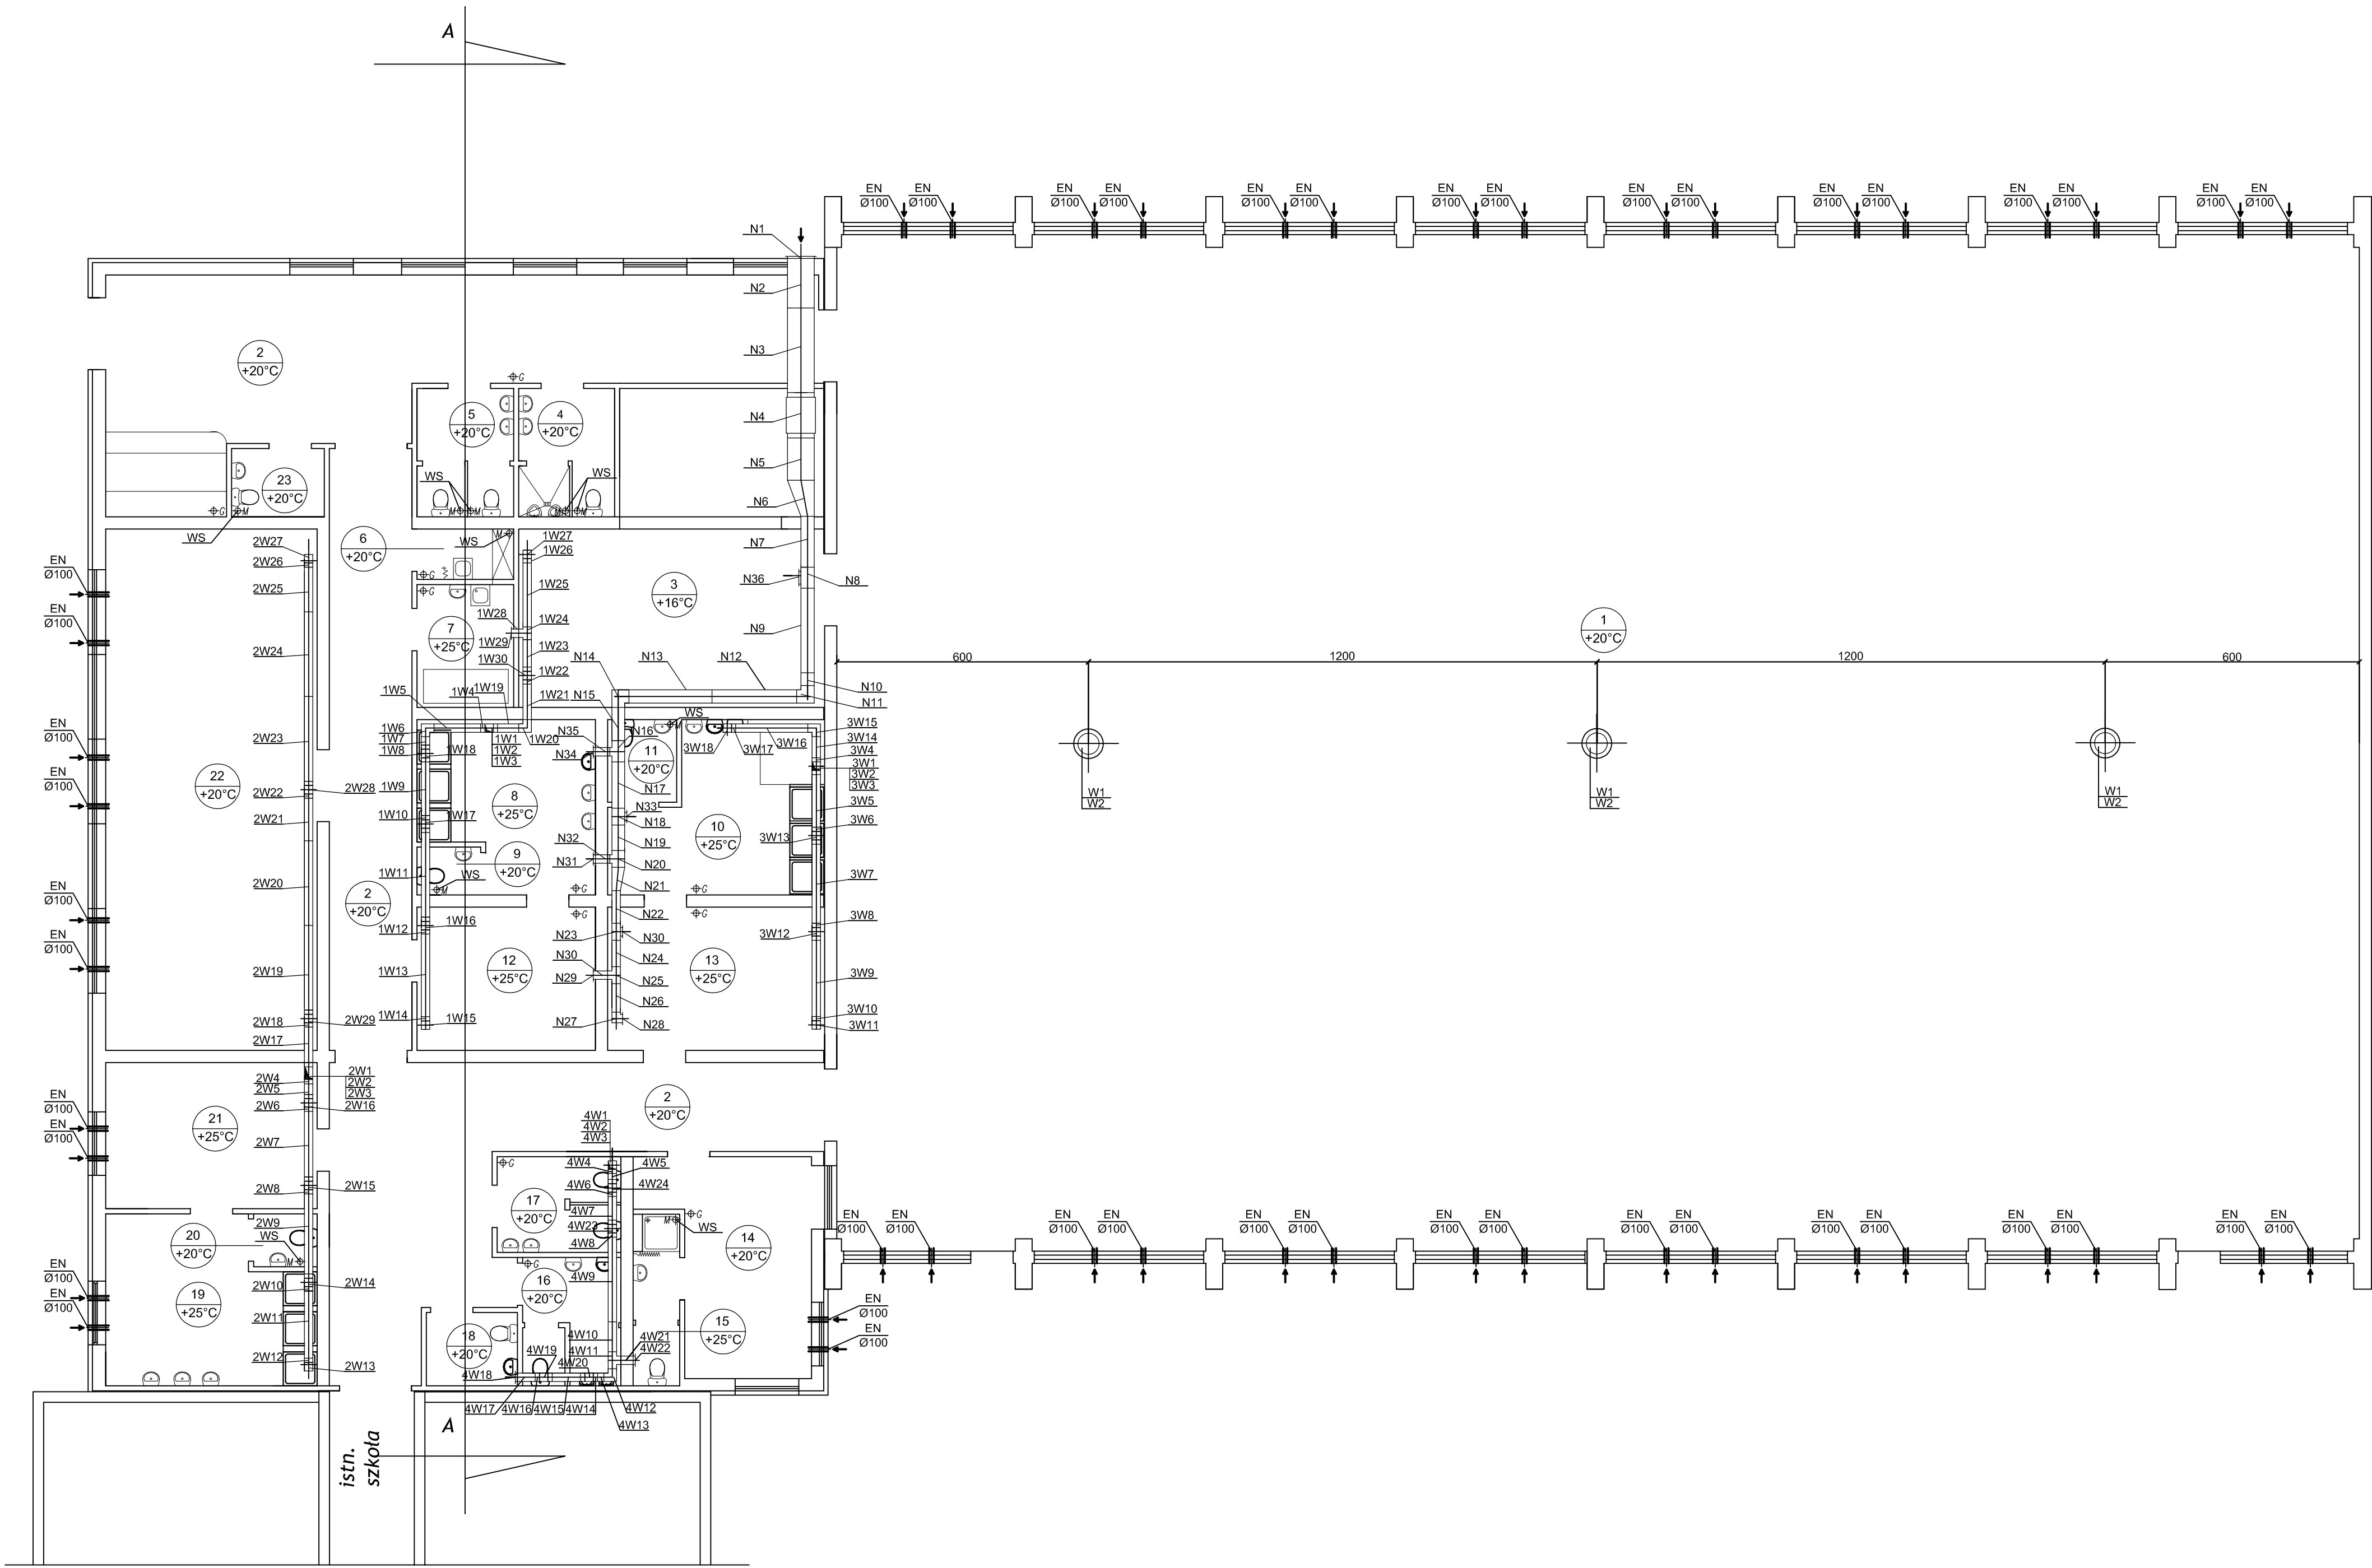 A
EN
Ø100
EN
Ø100
EN
Ø100
EN
Ø100
EN
Ø100
EN
Ø100
EN
Ø100
EN
Ø100
EN
Ø100
EN
Ø100
EN
Ø100
EN
Ø100
EN
Ø100
EN
Ø100
EN
Ø100
EN
Ø100
N1
N2
N3
N4
N5
N6
N7
N8
N36
N9
N10
N11
N12
N13
N14
N15
N16
2
+20°C
G
5
+20°C
4
+20°C
WS
WS
M
M
M
M
23
+20°C
G
M
WS
6
+20°C
WS
M
G
G
7
+25°C
3
+16°C
1
+20°C
600
1200
1200
600
W1
W2
W1
W2
W1
W2
EN
Ø100
EN
Ø100
EN
Ø100
EN
Ø100
EN
Ø100
EN
Ø100
EN
Ø100
EN
Ø100
EN
Ø100
EN
Ø100
2W27
2W26
2W25
2W24
2W23
2W22
2W28
2W21
2W20
2W19
2W18
2W29
2W17
22
+20°C
1W27
1W26
1W25
1W24
1W28
1W29
1W23
1W30
1W22
1W21
1W19
1W4
1W5
1W6
1W7
1W8
1W18
1W1
1W2
1W3
1W20
1W9
1W10
1W17
1W11
1W16
1W12
1W13
1W14
1W15
8
+25°C
9
+20°C
WS
M
2
+20°C
G
G
12
+25°C
N35
N34
N17
N33
N18
N19
N32
N31
N20
N21
N22
N23
N30
N24
N30
N29
N25
N26
N27
N28
WS
M
11
+20°C
10
+25°C
G
G
13
+25°C
3W18
3W17
3W16
3W15
3W14
3W4
3W1
3W2
3W3
3W5
3W6
3W13
3W7
3W8
3W12
3W9
3W10
3W11
2W4
2W5
2W6
2W1
2W2
2W3
2W16
2W7
2W8
2W15
2W9
WS
M
2W10
2W14
2W11
2W12
2W13
21
+25°C
20
+20°C
19
+25°C
2
+20°C
4W1
4W2
4W3
4W4
4W5
4W6
4W24
4W7
4W23
4W8
4W9
4W10
4W11
4W21
4W22
4W19
4W20
4W18
4W17
4W16
4W15
4W14
4W12
4W13
G
17
+20°C
G
16
+20°C
18
+20°C
M
WS
G
14
+20°C
15
+25°C
EN
Ø100
EN
Ø100
EN
Ø100
EN
Ø100
EN
Ø100
EN
Ø100
EN
Ø100
EN
Ø100
EN
Ø100
EN
Ø100
EN
Ø100
EN
Ø100
EN
Ø100
EN
Ø100
EN
Ø100
EN
Ø100
EN
Ø100
EN
Ø100
A
istn.
szkoła